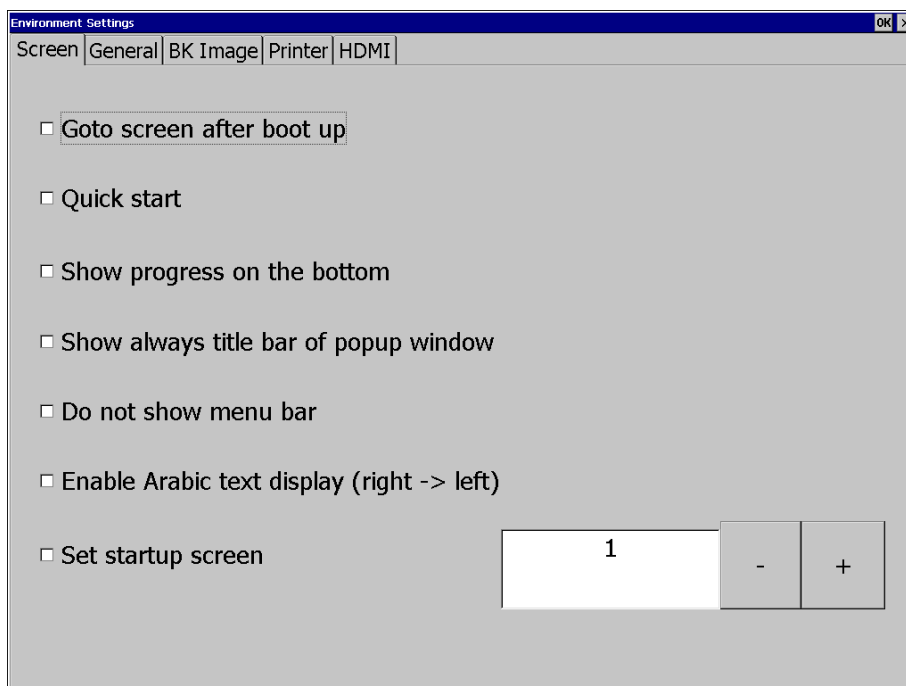 Environment Settings OK
Screen General BK Image Printer HDMI
Goto screen after boot up
Quick start
Show progress on the bottom
Show always title bar of popup window
Do not show menu bar
Enable Arabic text display (right -> left)
Set startup screen 1 - +